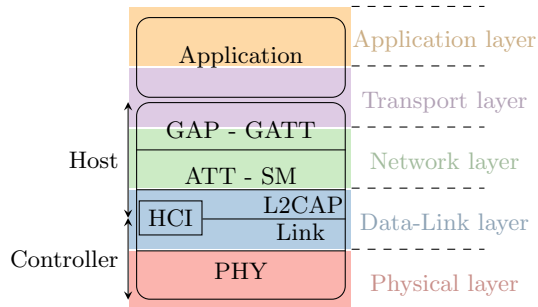 Application layer
Application
Transport layer
GAP - GATT
Host
Network layer
ATT - SM
L2CAP
HCI
Data-Link layer
Link
Controller
PHY
Physical layer